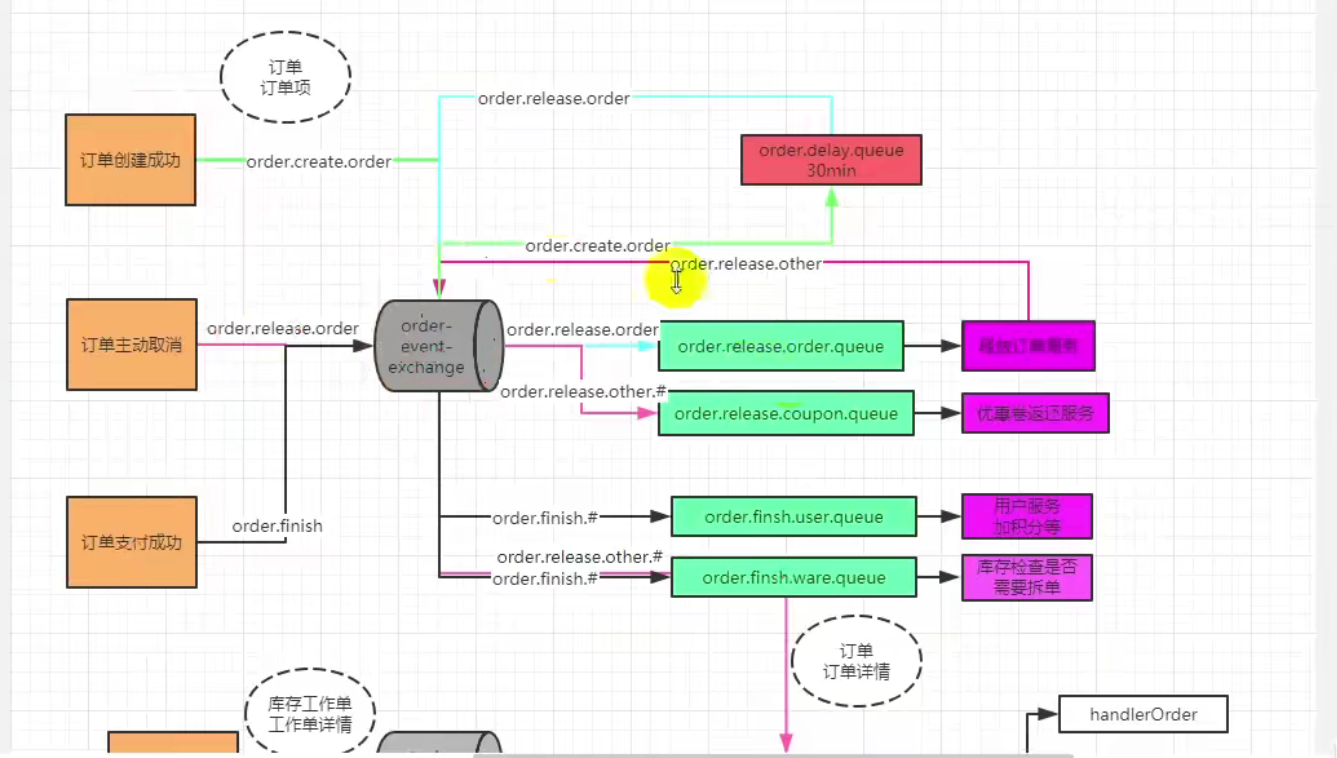 订单
订单项
order.release.order
订单创建成功
order.create.order
order.delay.queue
30min
order.create.order
order.release.other
订单主动取消
order.release.order
order-
event-
exchange
order.release.order
order.release.order.queue
order.release.other.#
order.release.coupon.queue
优惠卷返还服务
订单支付成功
order.finish
order.finish.#
order.finsh.user.queue
用户服务
加积分等
order.release.other.#
order.finish.#
order.finsh.ware.queue
库存检查是否
需要拆单
订单
订单详情
库存工作单
工作单详情
handlerOrder